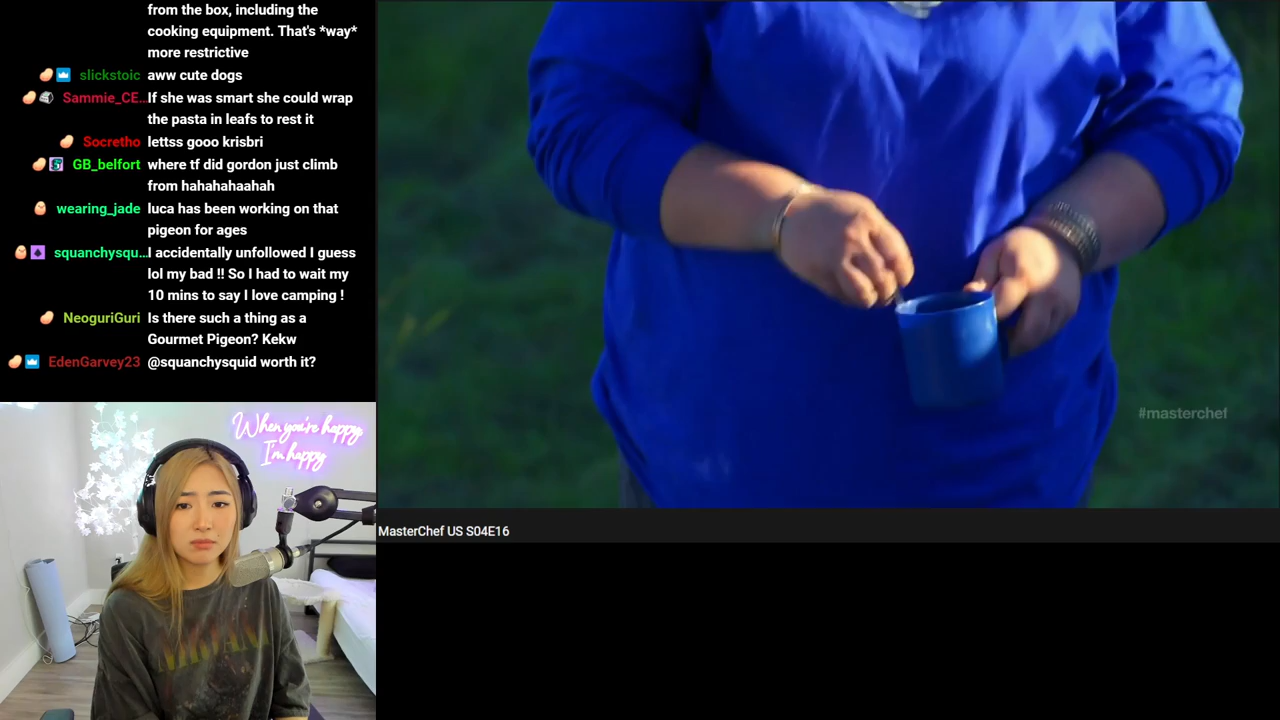 from the box, including the
cooking equipment. That's *way*
more restrictive
slickstoic aww cute dogs
Sammie_CE… If she was smart she could wrap
the pasta in leafs to rest it
Socretho lettss gooo krisbri
GB_belfort where tf did gordon just climb
from hahahahaahah
wearing_jade luca has been working on that
pigeon for ages
squanchysqu… I accidentally unfollowed I guess
lol my bad !! So I had to wait my
10 mins to say I love camping !
NeoguriGuri Is there such a thing as a
Gourmet Pigeon? Kekw
EdenGarvey23 @squanchysquid worth it?
When you're happy,
I'm happy
#masterchef
MasterChef US S04E16